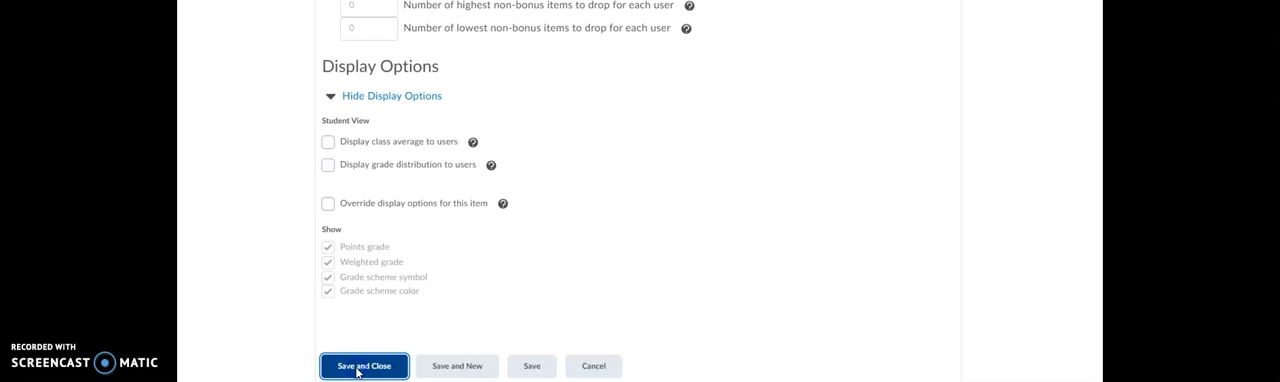 0 Number of highest non-bonus items to drop for each user ?
0 Number of lowest non-bonus items to drop for each user ?
Display Options
Hide Display Options
Student View
Display class average to users ?
Display grade distribution to users ?
Override display options for this item ?
Show
Points grade
Weighted grade
Grade scheme symbol
Grade scheme color
Save and Close Save and New Save Cancel
RECORDED WITH
SCREENCAST MATIC